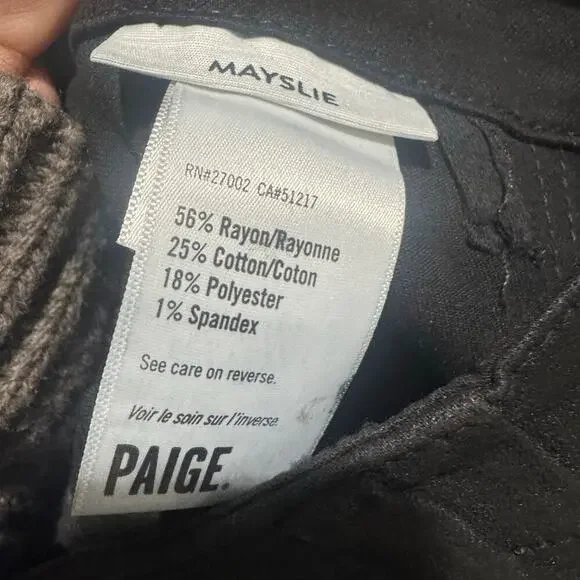 MAYSLIE
RN#27002 CA#51217
56% Rayon/Rayonne
25% Cotton/Coton
18% Polyester
1% Spandex
See care on reverse.
Voir le soin sur l'inverse.
PAIGE.